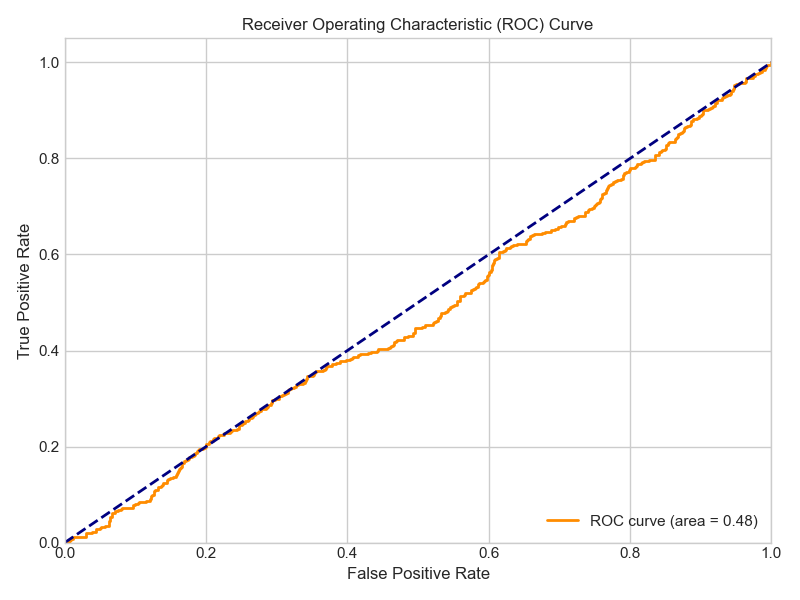 Receiver Operating Characteristic (ROC) Curve
True Positive Rate
1.0
0.8
0.6
0.4
0.2
0.0
ROC curve (area = 0.48)
0.0 0.2 0.4 0.6 0.8 1.0
False Positive Rate